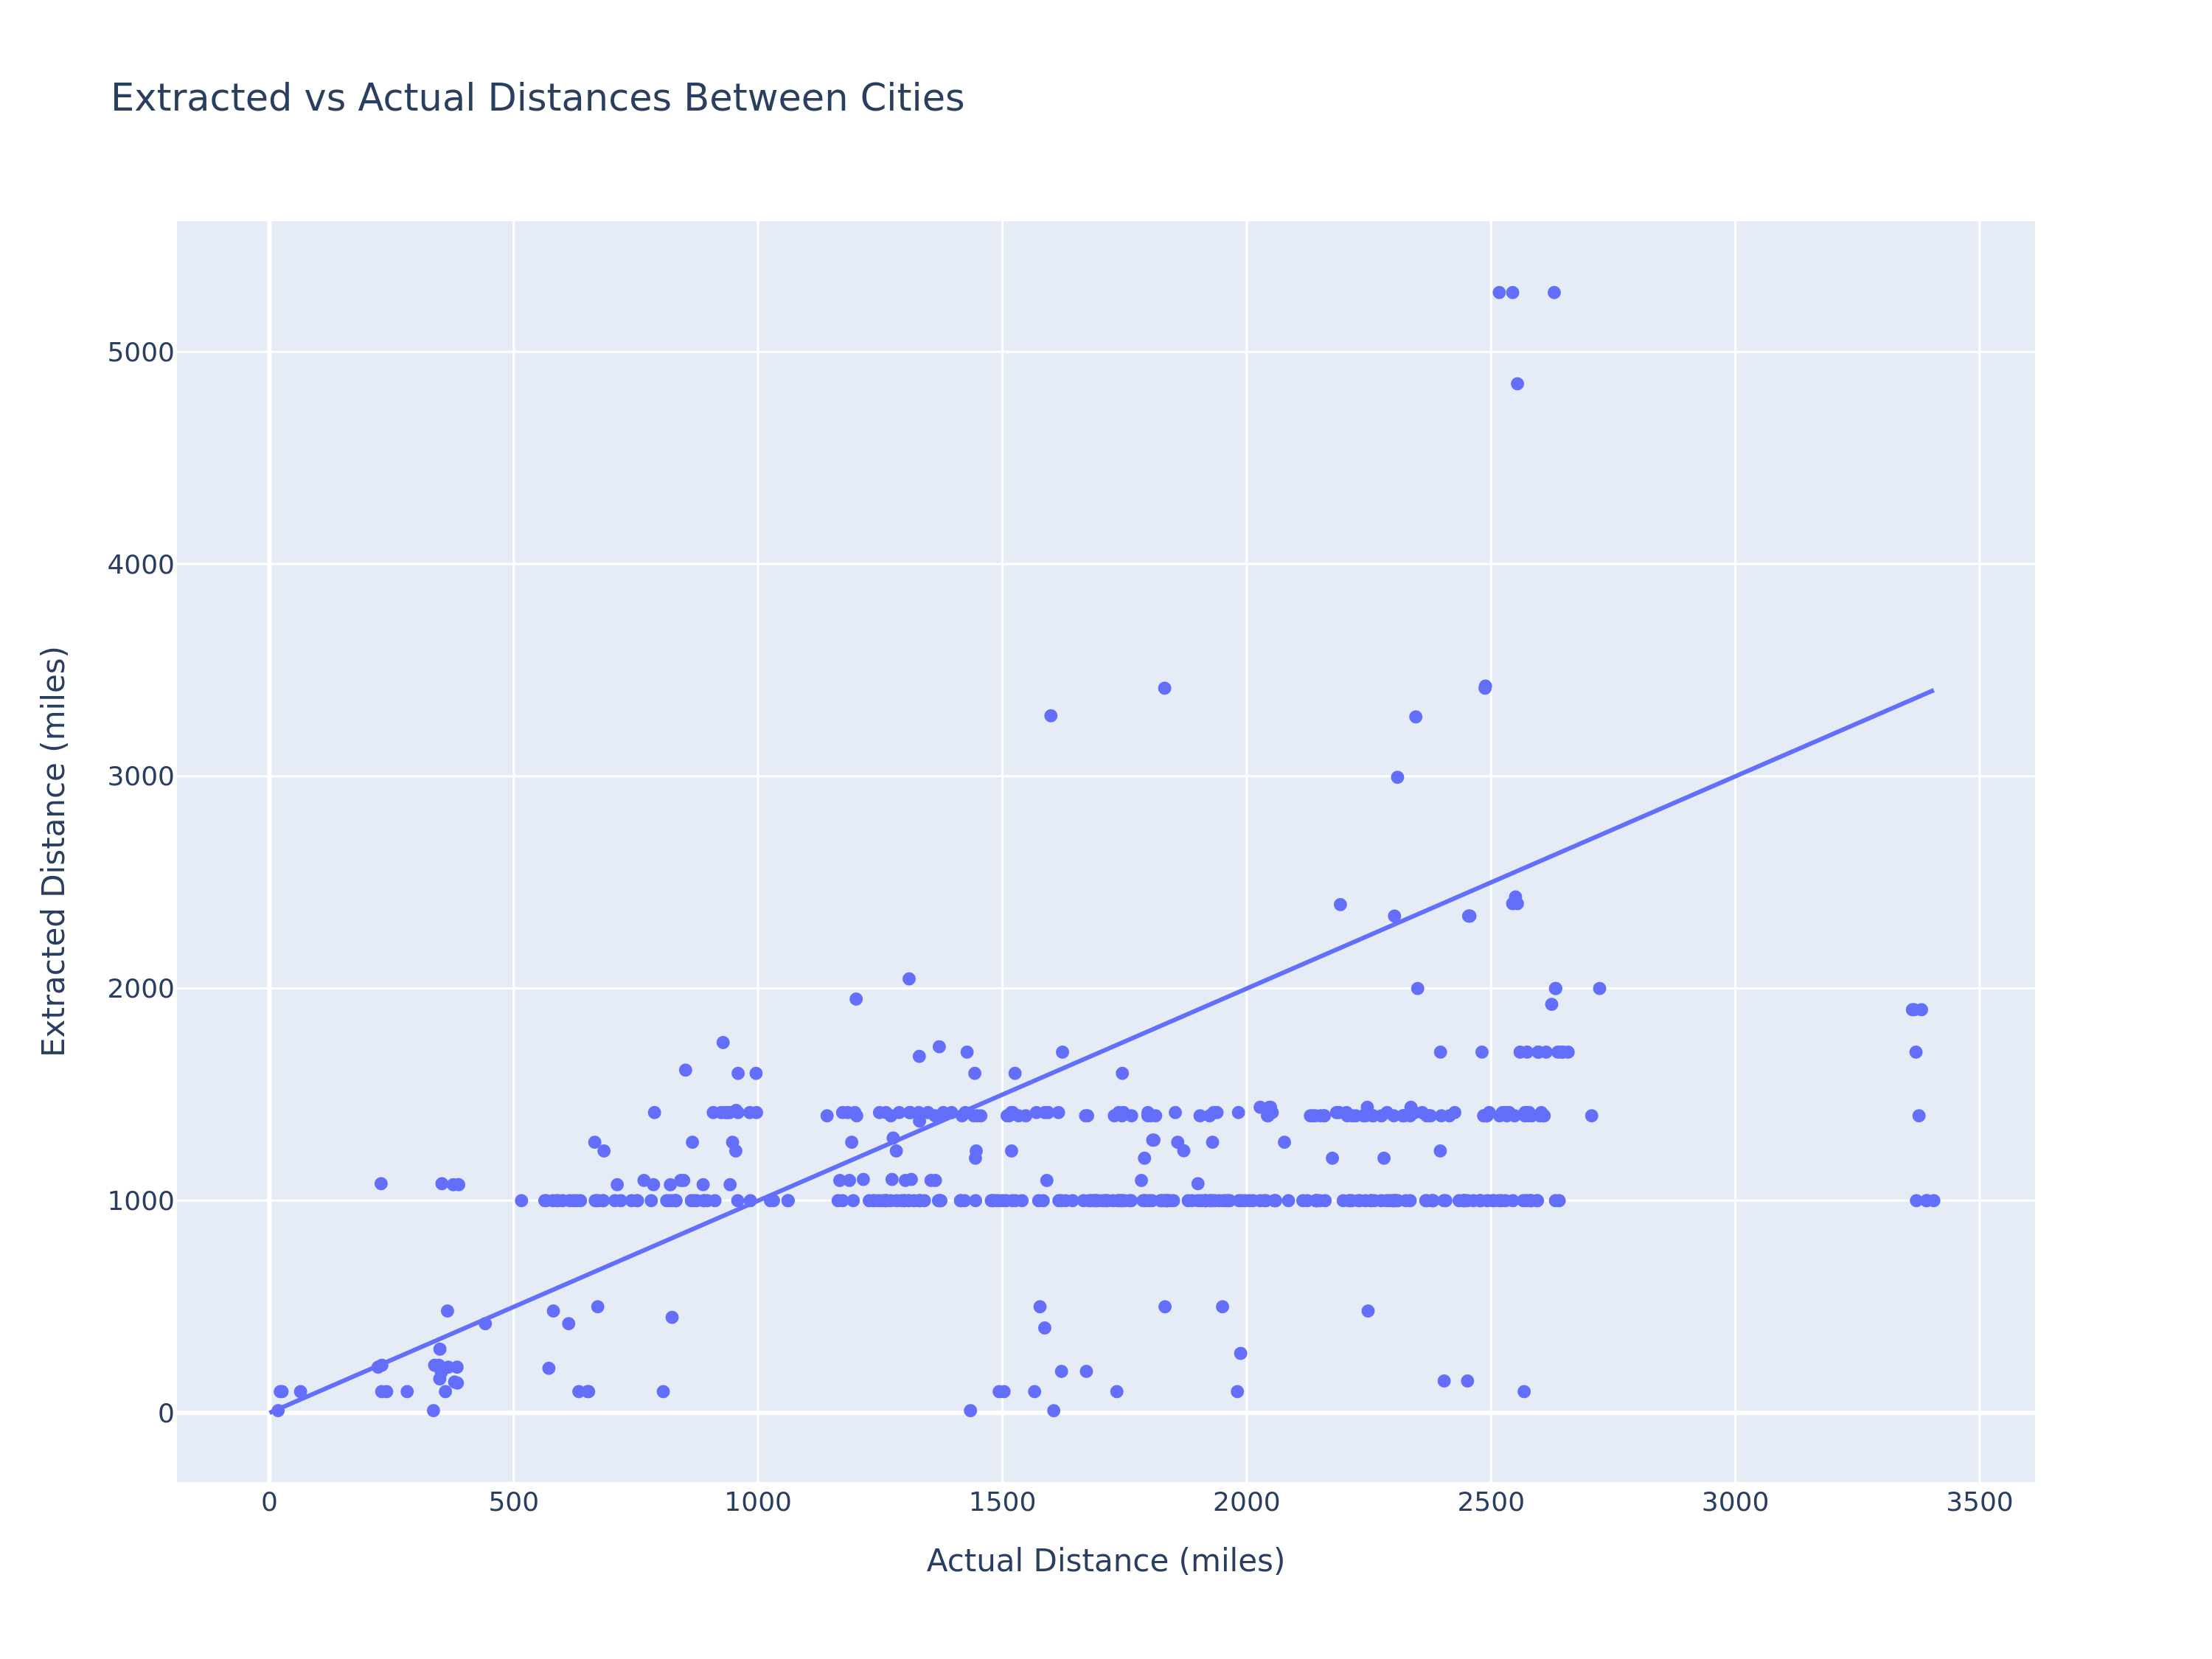 Extracted vs Actual Distances Between Cities
Extracted Distance (miles)
5000
4000
3000
2000
1000
0
0 500 1000 1500 2000 2500 3000 3500
Actual Distance (miles)